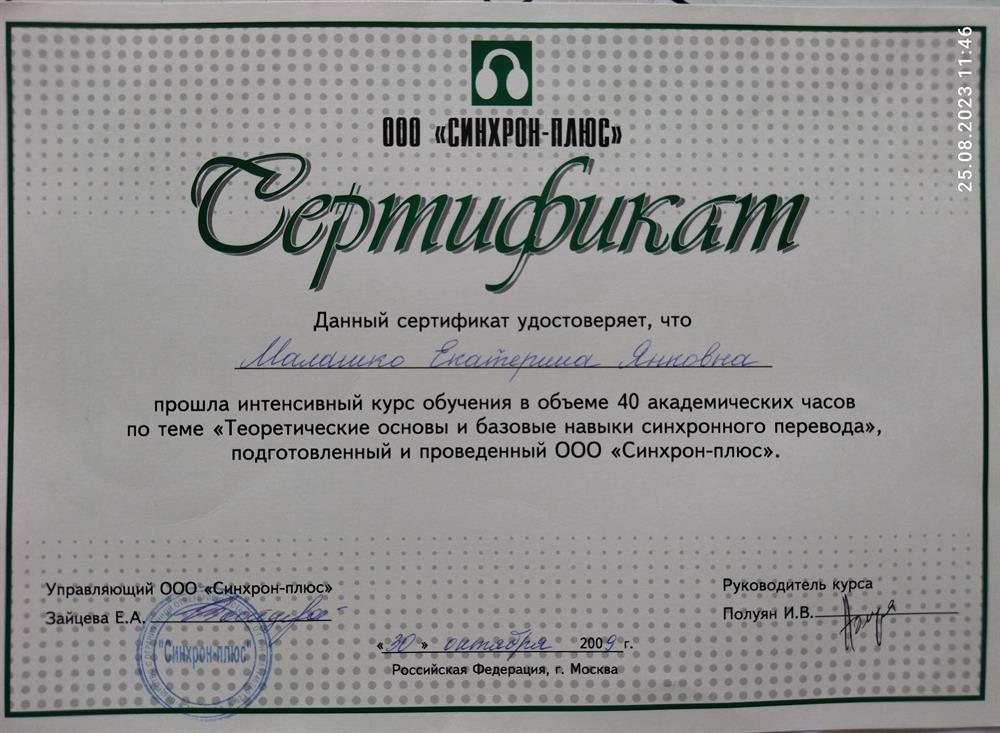 ООО «СИНХРОН-ПЛЮС»
Сертификат
Данный сертификат удостоверяет, что
Малашко Екатерина Янковна
прошла интенсивный курс обучения в объеме 40 академических часов
по теме «Теоретические основы и базовые навыки синхронного перевода»,
подготовленный и проведенный ООО «Синхрон-плюс».
Управляющий ООО «Синхрон-плюс»
Зайцева Е.А.
"Синхрон-плюс"
Руководитель курса
Полуян И.В.
«30» октября 2009 г.
Российская Федерация, г. Москва
25.08.2023 11:46